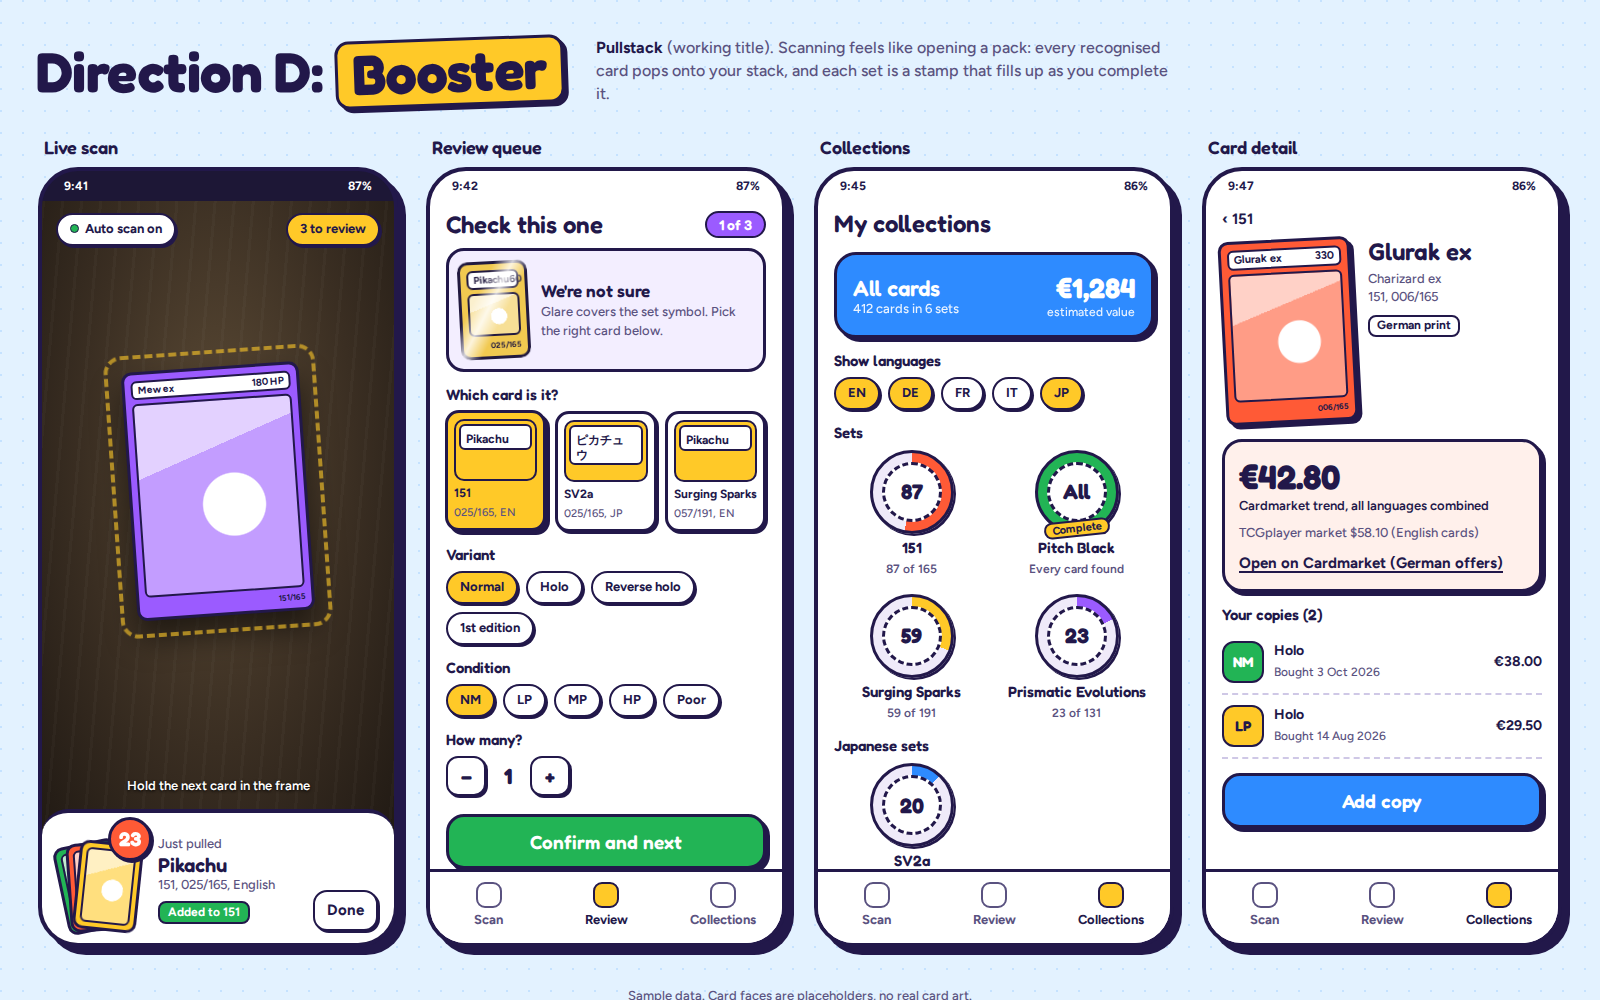 Direction D: Booster
Pullstack (working title). Scanning feels like opening a pack: every recognised
card pops onto your stack, and each set is a stamp that fills up as you complete
it.
Live scan
9:41 87%
Auto scan on
3 to review
Mew ex 180 HP
151/165
Hold the next card in the frame
23
Just pulled
Pikachu
151, 025/165, English
Added to 151
Done
Review queue
9:42 87%
Check this one
1 of 3
Pikachu 60
025/165
We're not sure
Glare covers the set symbol. Pick
the right card below.
Which card is it?
Pikachu
151
025/165, EN
ピカチュ
ウ
SV2a
025/165, JP
Pikachu
Surging Sparks
057/191, EN
Variant
Normal Holo Reverse holo
1st edition
Condition
NM LP MP HP Poor
How many?
− 1 +
Confirm and next
Scan Review Collections
Collections
9:45 86%
My collections
All cards
412 cards in 6 sets
€1,284
estimated value
Show languages
EN DE FR IT JP
Sets
87
151
87 of 165
All
Complete
Pitch Black
Every card found
59
Surging Sparks
59 of 191
23
Prismatic Evolutions
23 of 131
Japanese sets
20
SV2a
Scan Review Collections
Card detail
9:47 86%
‹ 151
Glurak ex 330
006/165
Glurak ex
Charizard ex
151, 006/165
German print
€42.80
Cardmarket trend, all languages combined
TCGplayer market $58.10 (English cards)
Open on Cardmarket (German offers)
Your copies (2)
NM
Holo
Bought 3 Oct 2026
€38.00
LP
Holo
Bought 14 Aug 2026
€29.50
Add copy
Scan Review Collections
Sample data. Card faces are placeholders, no real card art.